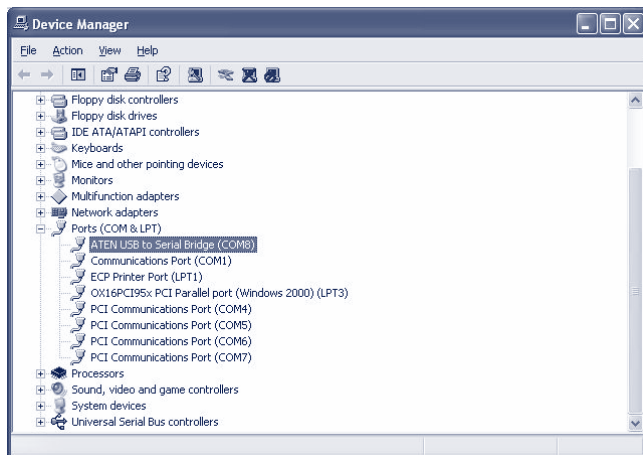 Device Manager
File Action View Help
Floppy disk controllers
Floppy disk drives
IDE ATA/ATAPI controllers
Keyboards
Mice and other pointing devices
Monitors
Multifunction adapters
Network adapters
Ports (COM & LPT)
ATEN USB to Serial Bridge (COM8)
Communications Port (COM1)
ECP Printer Port (LPT1)
OX16PCI95x PCI Parallel port (Windows 2000) (LPT3)
PCI Communications Port (COM4)
PCI Communications Port (COM5)
PCI Communications Port (COM6)
PCI Communications Port (COM7)
Processors
Sound, video and game controllers
System devices
Universal Serial Bus controllers